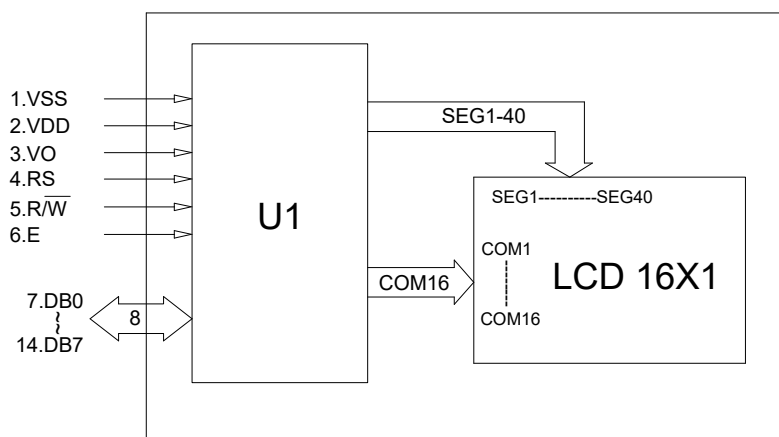 1.VSS
2.VDD
3.VO
4.RS
5.R/W̅
6.E
7.DB0
14.DB7
8
U1
SEG1-40
COM16
SEG1----------SEG40
COM1
COM16
LCD 16X1